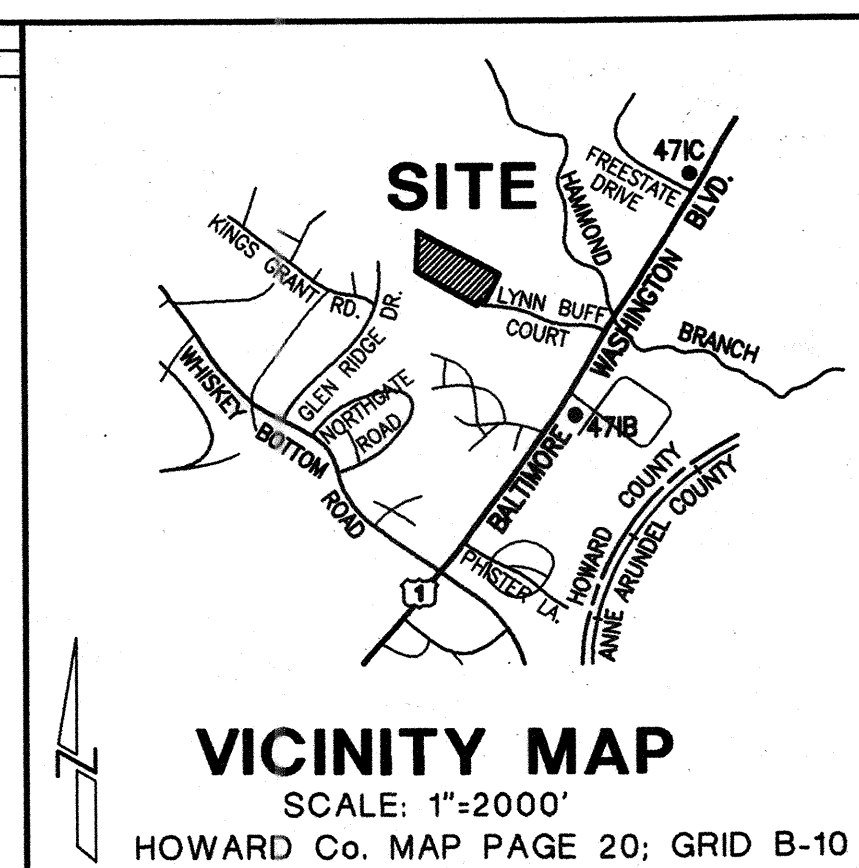 SITE
471C
FREESTATE
DRIVE
HAMMOND
KINGS GRANT RD.
GLEN RIDGE DR.
LYNN BUFF
COURT
BALTIMORE WASHINGTON BLVD.
BRANCH
WHISKEY BOTTOM ROAD
NORTHGATE
ROAD
471B
HOWARD COUNTY
ANNE ARUNDEL COUNTY
PHISTER LA.
1
Z
VICINITY MAP
SCALE: 1"=2000'
HOWARD Co. MAP PAGE 20; GRID B-10